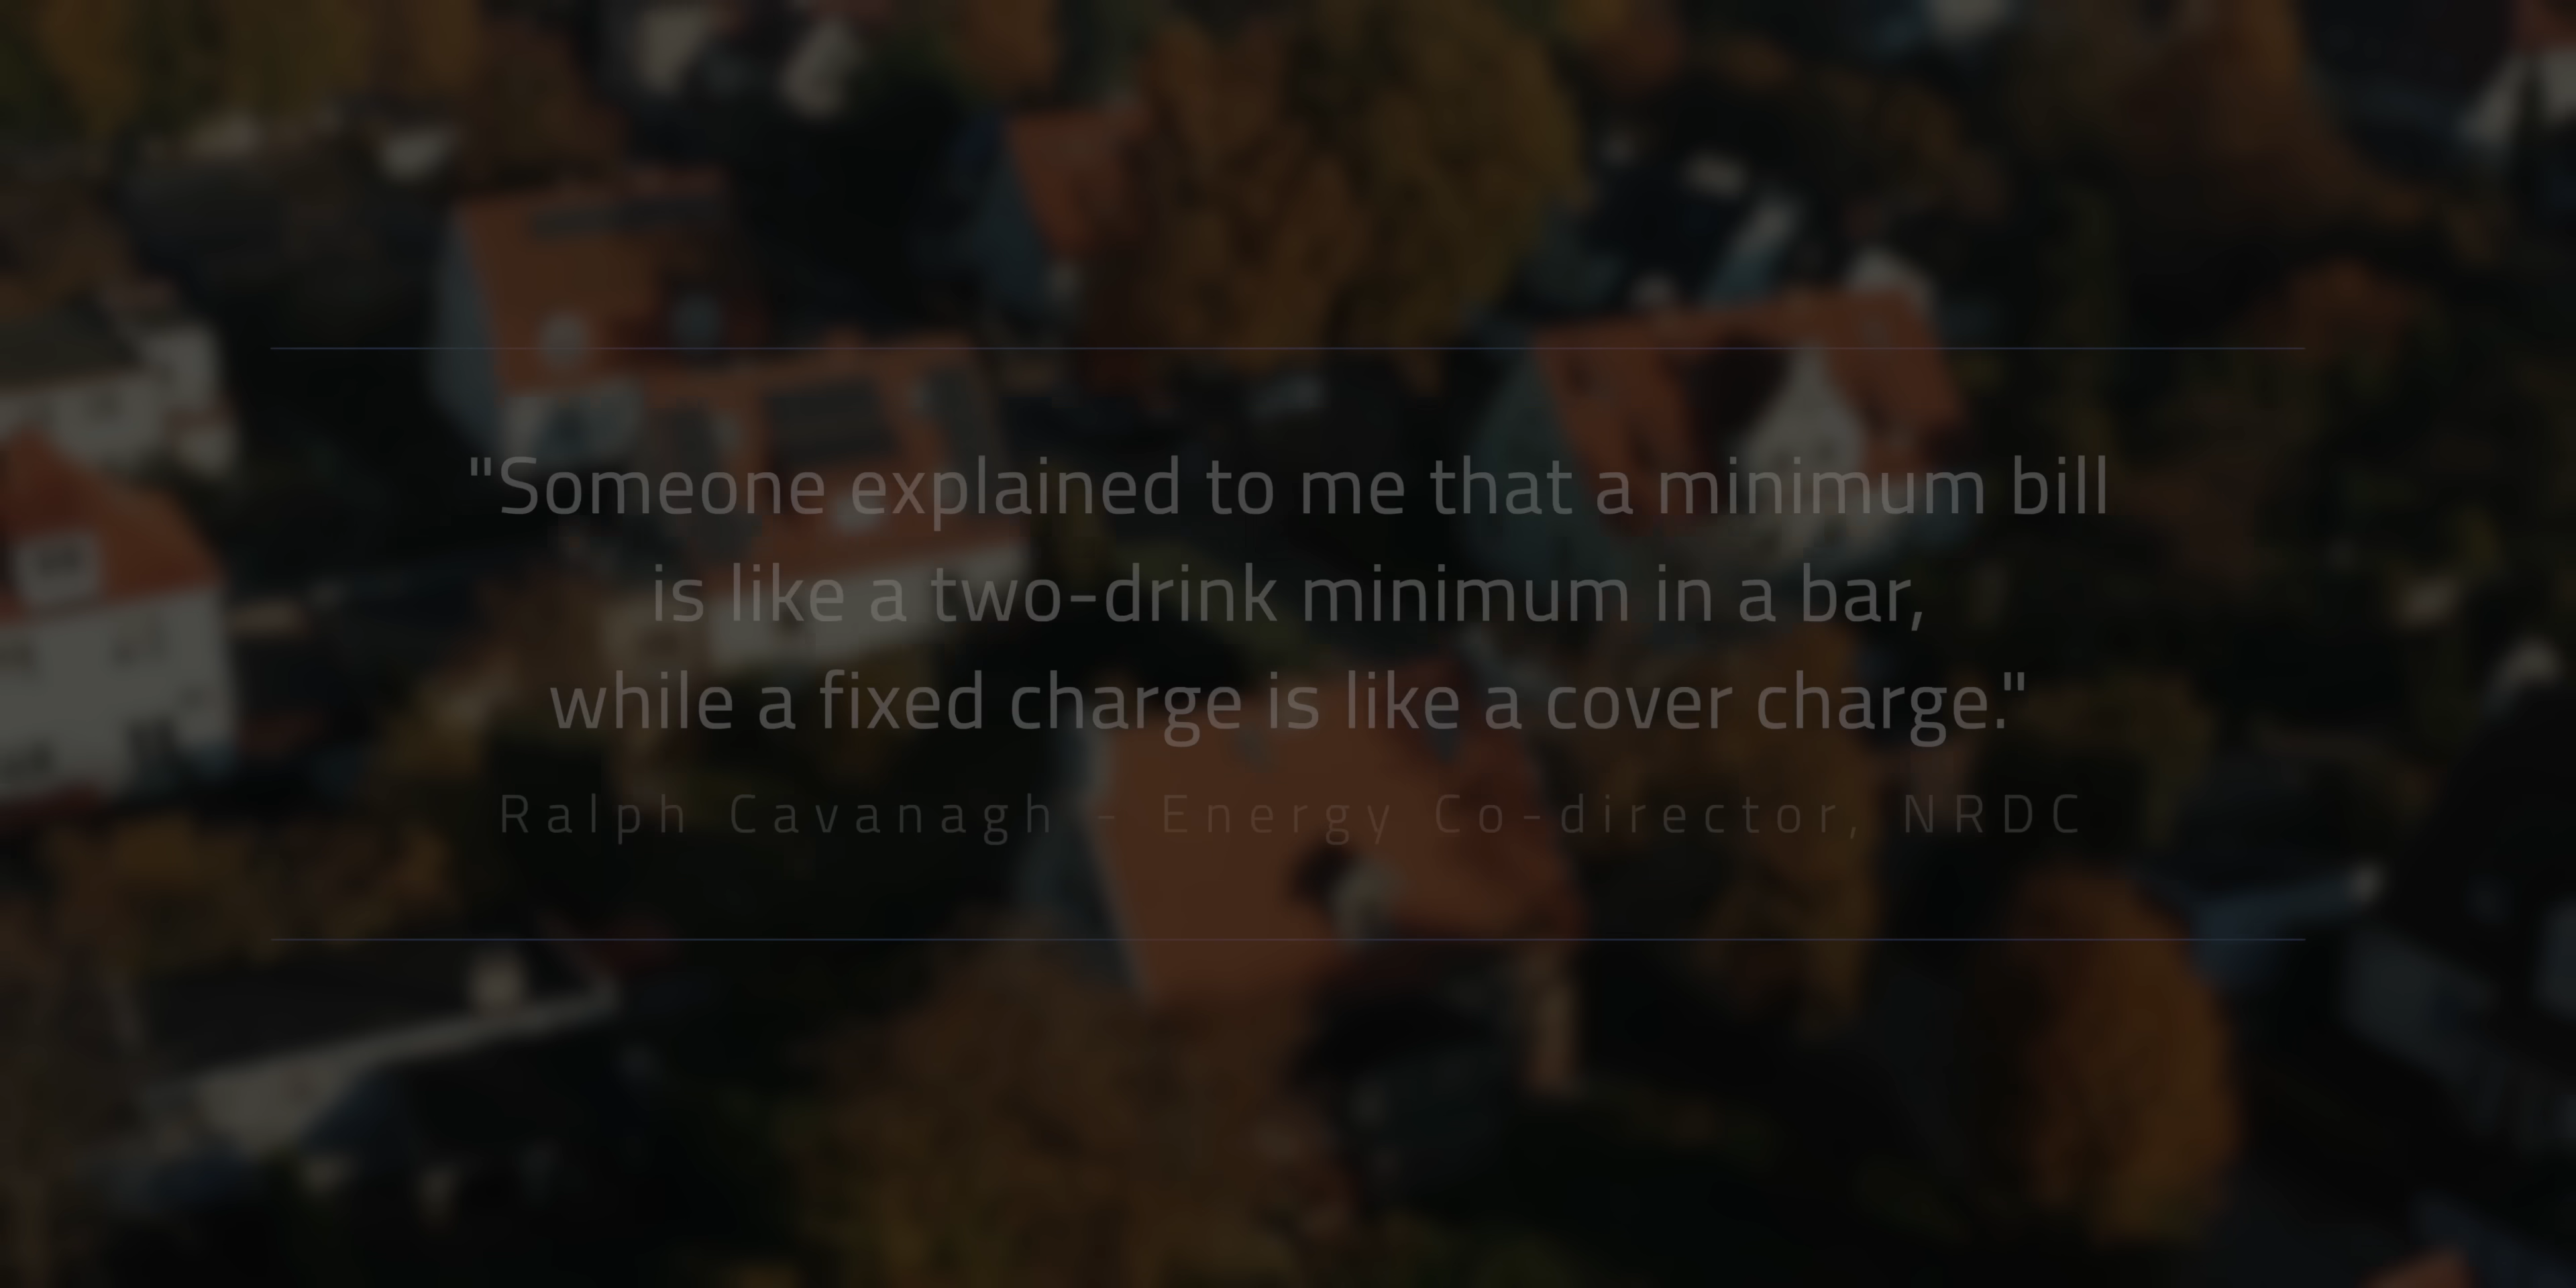 "Someone explained to me that a minimum bill
is like a two-drink minimum in a bar,
while a fixed charge is like a cover charge."
Ralph Cavanagh - Energy Co-director, NRDC